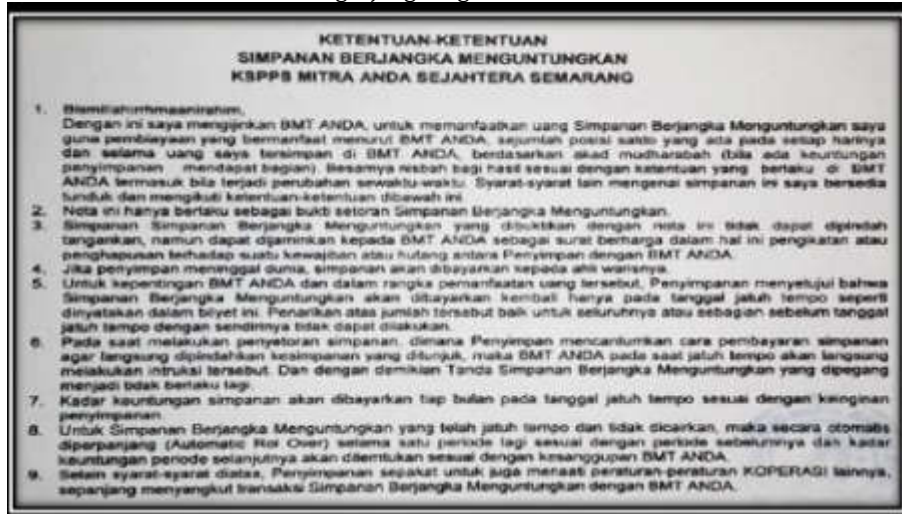 KETENTUAN-KETENTUAN
SIMPANAN BERJANGKA MENGUNTUNGKAN
KSPPS MITRA ANDA SEJAHTERA SEMARANG
1. Bismillahirrhmaanirahim,
Dengan ini saya mengijinkan BMT ANDA, untuk memanfaatkan uang Simpanan Berjangka Menguntungkan saya
guna pembiayaan yang bermanfaat menurut BMT ANDA, sejumlah posisi saldo yang ada pada setiap harinya
dan selama uang saya tersimpan di BMT ANDA, berdasarkan akad mudharabah (bila ada keuntungan
penyimpanan mendapat bagian). Besarnya nisbah bagi hasil sesuai dengan ketentuan yang berlaku di BMT
ANDA termasuk bila terjadi perubahan sewaktu-waktu. Syarat-syarat lain mengenai simpanan ini saya bersedia
tunduk dan mengikuti ketentuan-ketentuan dibawah ini.
2. Nota ini hanya berlaku sebagai bukti setoran Simpanan Berjangka Menguntungkan.
3. Simpanan Simpanan Berjangka Menguntungkan yang dibuktikan dengan nota ini tidak dapat dipindah
tangankan, namun dapat dijaminkan kepada BMT ANDA sebagai surat berharga dalam hal ini pengikatan atau
penghapusan terhadap suatu kewajiban atau hutang antara Penyimpan dengan BMT ANDA.
4. Jika penyimpan meninggal dunia, simpanan akan dibayarkan kepada ahli warisnya.
5. Untuk kepentingan BMT ANDA dan dalam rangka pemanfaatan uang tersebut, Penyimpan menyetujui bahwa
Simpanan Berjangka Menguntungkan akan dibayarkan kembali hanya pada tanggal jatuh tempo seperti
dinyatakan dalam bilyet ini. Penarikan atas jumlah tersebut baik untuk seluruhnya atau sebagian sebelum tanggal
jatuh tempo dengan sendirinya tidak dapat dilakukan.
6. Pada saat melakukan penyetoran simpanan, dimana Penyimpan mencantumkan cara pembayaran simpanan
agar langsung dipindahkan kesimpanan yang ditunjuk, maka BMT ANDA pada saat jatuh tempo akan langsung
melakukan intruksi tersebut. Dan dengan demikian Tanda Simpanan Berjangka Menguntungkan yang dipegang
menjadi tidak berlaku lagi.
7. Kadar keuntungan simpanan akan dibayarkan tiap bulan pada tanggal jatuh tempo sesuai dengan keinginan
penyimpanan.
8. Untuk Simpanan Berjangka Menguntungkan yang telah jatuh tempo dan tidak dicairkan, maka secara otomatis
diperpanjang (Automatic Rol Over) selama satu periode lagi sesuai dengan periode sebelumnya dan kadar
keuntungan periode selanjutnya akan ditentukan sesuai dengan kesanggupan BMT ANDA.
9. Selain syarat-syarat diatas, Penyimpanan sepakat untuk juga menaati peraturan-peraturan KOPERASI lainnya,
sepanjang menyangkut transaksi Simpanan Berjangka Menguntungkan dengan BMT ANDA.